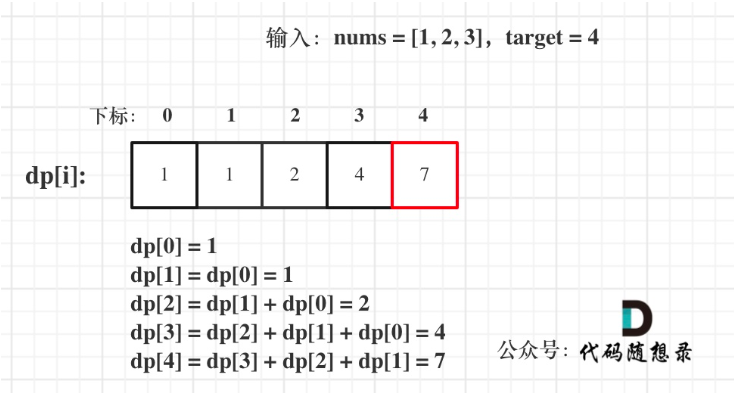 输入：nums = [1, 2, 3]，target = 4
下标： 0 1 2 3 4
dp[i]: 1 1 2 4 7
dp[0] = 1
dp[1] = dp[0] = 1
dp[2] = dp[1] + dp[0] = 2
dp[3] = dp[2] + dp[1] + dp[0] = 4
dp[4] = dp[3] + dp[2] + dp[1] = 7
公众号：代码随想录